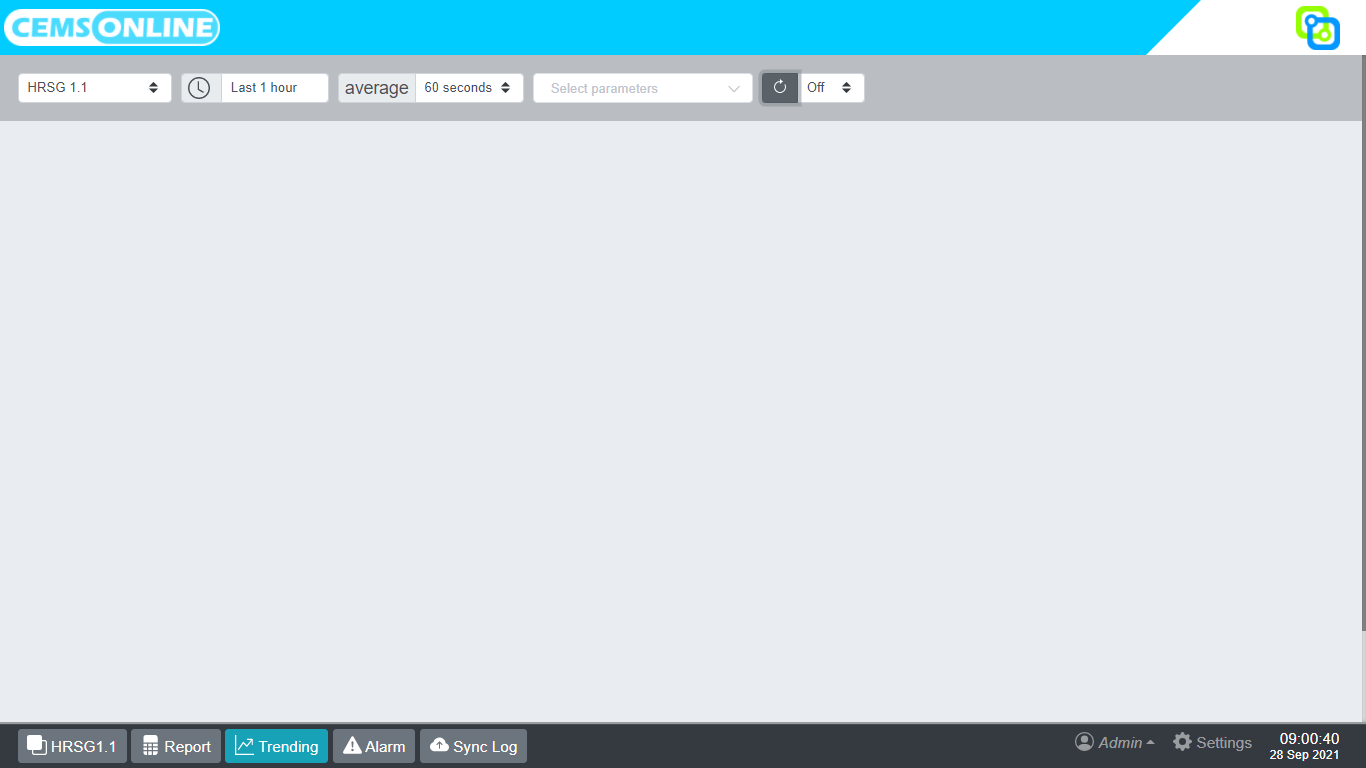 CEMSONLINE
HRSG 1.1 Last 1 hour average 60 seconds Select parameters Off
HRSG1.1 Report Trending Alarm Sync Log Admin Settings 09:00:40
28 Sep 2021